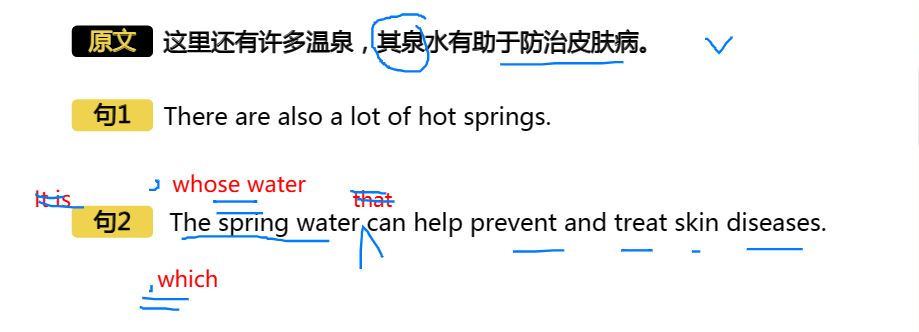 原文 这里还有许多温泉，其泉水有助于防治皮肤病。
句1 There are also a lot of hot springs.
, whose water
It is that
句2 The spring water can help prevent and treat skin diseases.
, which